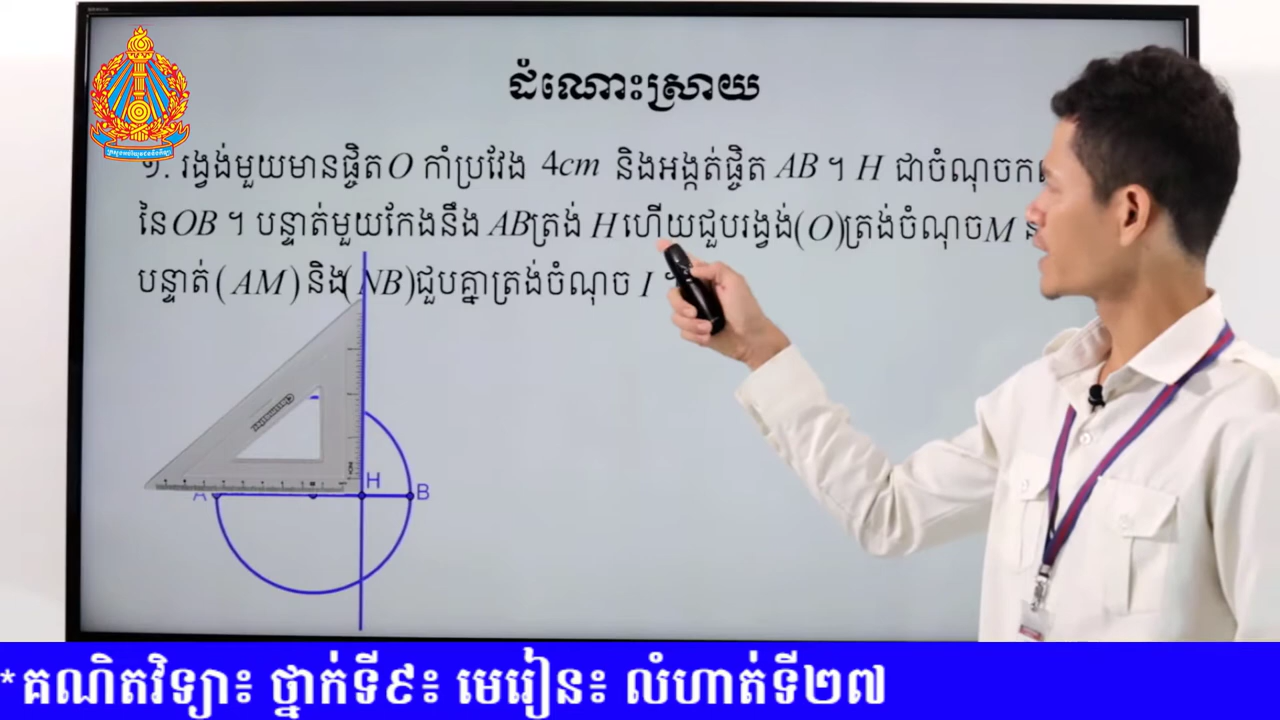 ដំណោះស្រាយ
១. រង្វង់មួយមានផ្ចិត O កាំប្រវែង 4cm និងអង្កត់ផ្ចិត AB ។ H ជាចំណុច
នៃ OB ។ បន្ទាត់មួយកែងនឹង AB ត្រង់ H ហើយជួបរង្វង់(O)ត្រង់ចំណុច M
បន្ទាត់ (AM) និង (NB) ជួបគ្នាត្រង់ចំណុច I
H
A B
*គណិតវិទ្យា៖ ថ្នាក់ទី៩៖ មេរៀន៖ លំហាត់ទី២៧